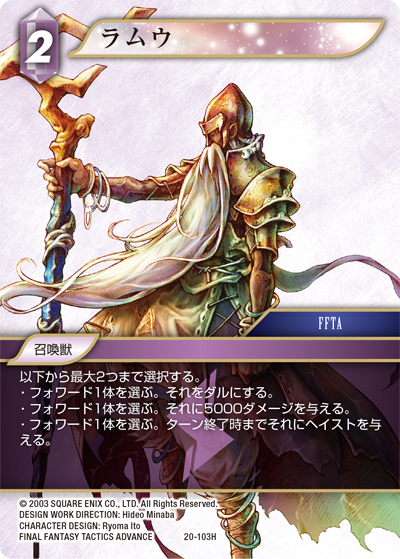 2
ラムウ
FFTA
召喚獣
以下から最大2つまで選択する。
・フォワード1体を選ぶ。それをダルにする。
・フォワード1体を選ぶ。それに5000ダメージを与える。
・フォワード1体を選ぶ。ターン終了時までそれにヘイストを与
える。
© 2003 SQUARE ENIX CO., LTD. All Rights Reserved.
DESIGN WORK DIRECTION: Hideo Minaba
CHARACTER DESIGN: Ryoma Ito
FINAL FANTASY TACTICS ADVANCE 20-103H